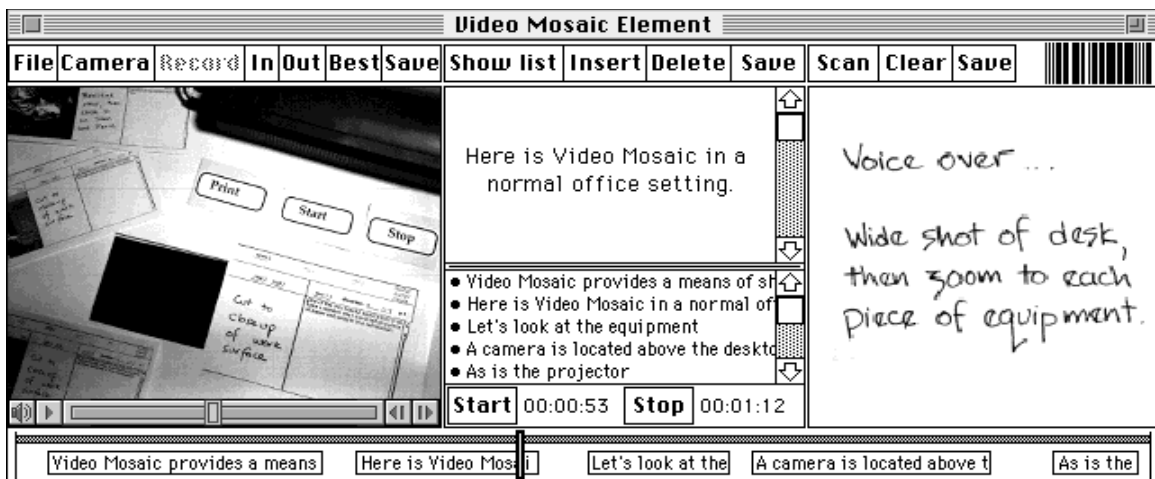 Video Mosaic Element
File Camera Record In Out Best Save Show list Insert Delete Save Scan Clear Save
Print
Start
Stop
Cut to
closeup
of work
surface
Here is Video Mosaic in a
normal office setting.
• Video Mosaic provides a means of sh
• Here is Video Mosaic in a normal of
• Let's look at the equipment
• A camera is located above the deskto
• As is the projector
Start 00:00:53 Stop 00:01:12
Voice over ...
Wide shot of desk,
then zoom to each
piece of equipment.
Video Mosaic provides a means Here is Video Mosai Let's look at the A camera is located above t As is the